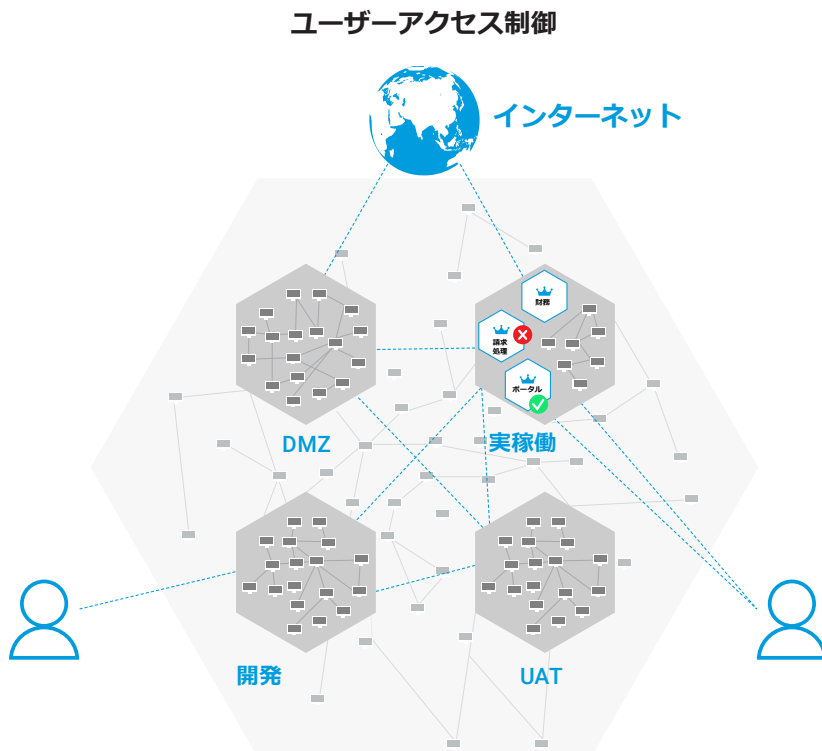 ユーザーアクセス制御
インターネット
財務
請求
処理
ポータル
DMZ
実稼働
開発
UAT